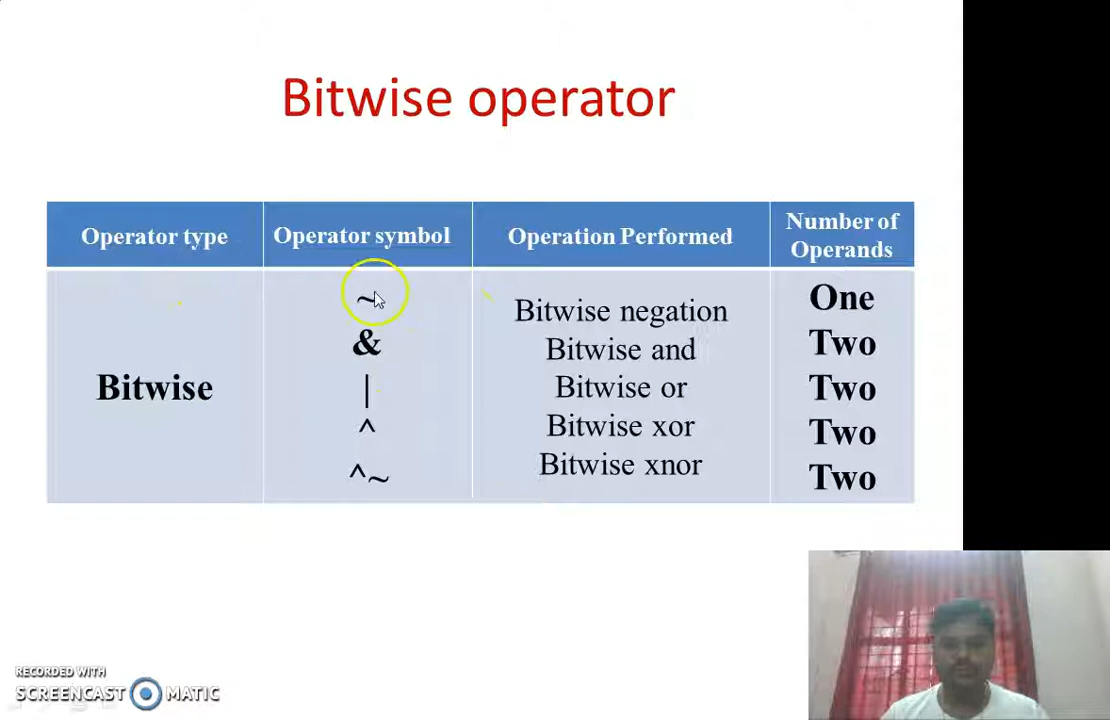 Bitwise operator
Operator type
Operator symbol
Operation Performed
Number of
Operands
Bitwise
~
&
|
^
^~
Bitwise negation
Bitwise and
Bitwise or
Bitwise xor
Bitwise xnor
One
Two
Two
Two
Two
RECORDED WITH
SCREENCAST MATIC